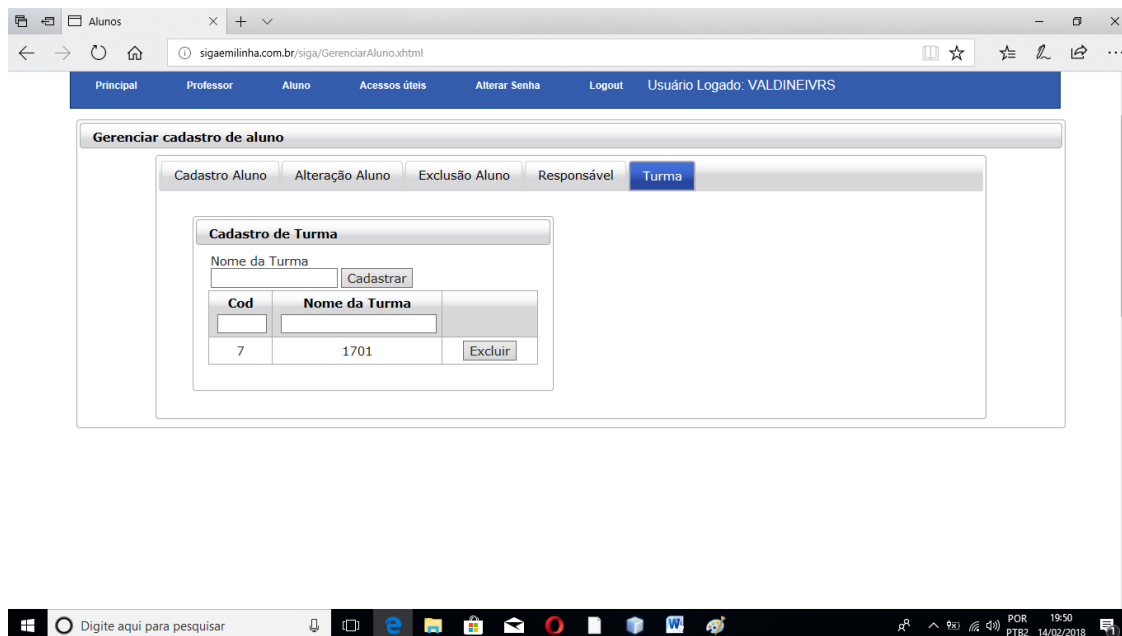 Alunos
sigaemilinha.com.br/siga/GerenciarAluno.xhtml
Principal Professor Aluno Acessos úteis Alterar Senha Logout Usuário Logado: VALDINEIVRS
Gerenciar cadastro de aluno
Cadastro Aluno Alteração Aluno Exclusão Aluno Responsável Turma
Cadastro de Turma
Nome da Turma
Cadastrar
Cod Nome da Turma
7 1701 Excluir
Digite aqui para pesquisar
POR 19:50
PTB2 14/02/2018